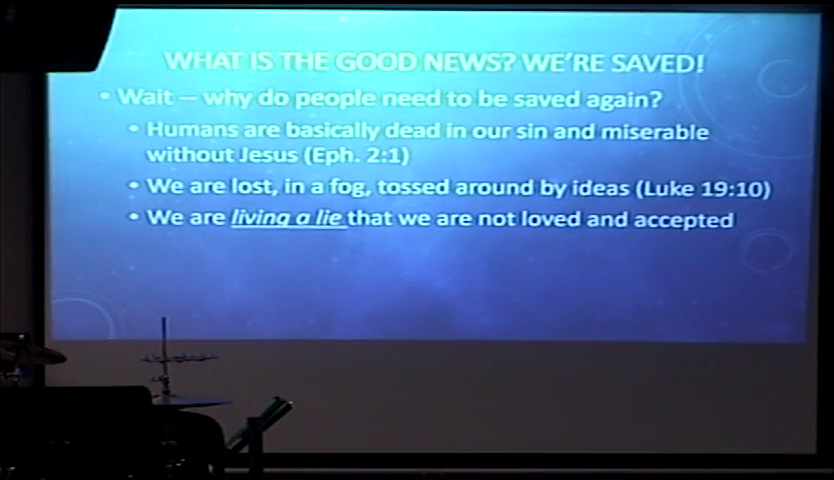 WHAT IS THE GOOD NEWS? WE'RE SAVED!
• Wait – why do people need to be saved again?
• Humans are basically dead in our sin and miserable
without Jesus (Eph. 2:1)
• We are lost, in a fog, tossed around by ideas (Luke 19:10)
• We are living a lie that we are not loved and accepted